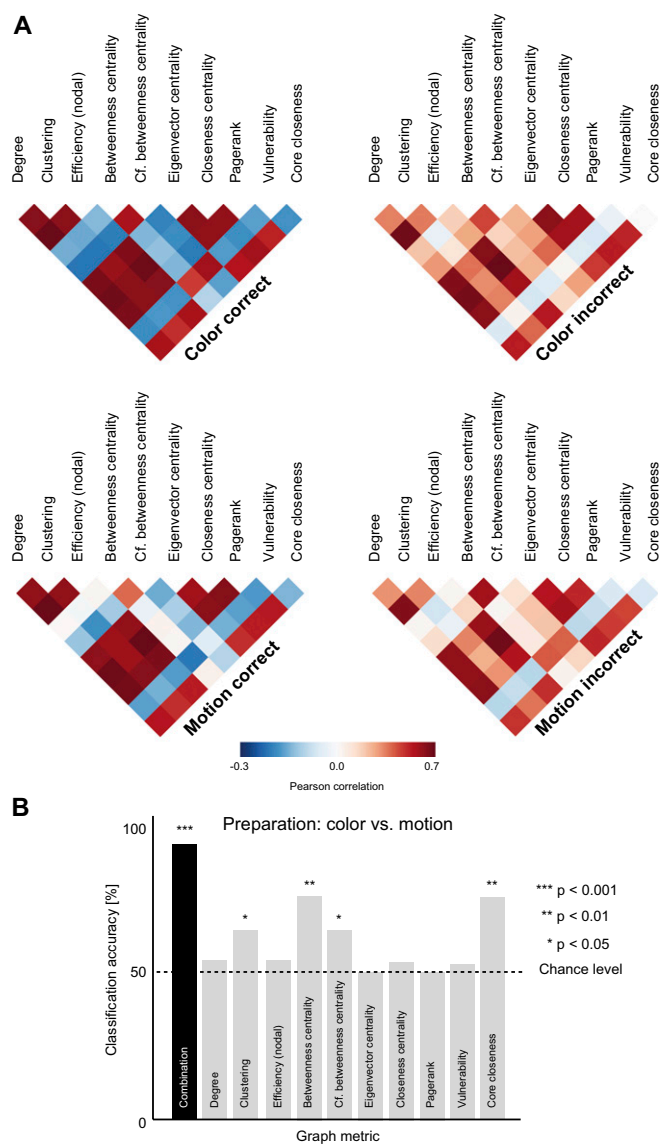 A
Degree
Clustering
Efficiency (nodal)
Betweenness centrality
Cf. betweenness centrality
Eigenvector centrality
Closeness centrality
Pagerank
Vulnerability
Core closeness
Color correct
Degree
Clustering
Efficiency (nodal)
Betweenness centrality
Cf. betweenness centrality
Eigenvector centrality
Closeness centrality
Pagerank
Vulnerability
Core closeness
Color incorrect
Degree
Clustering
Efficiency (nodal)
Betweenness centrality
Cf. betweenness centrality
Eigenvector centrality
Closeness centrality
Pagerank
Vulnerability
Core closeness
Motion correct
Degree
Clustering
Efficiency (nodal)
Betweenness centrality
Cf. betweenness centrality
Eigenvector centrality
Closeness centrality
Pagerank
Vulnerability
Core closeness
Motion incorrect
-0.3 0.0 0.7
Pearson correlation
B
Preparation: color vs. motion
Classification accuracy [%]
100
50
0
***
*
**
*
**
*** p < 0.001
** p < 0.01
* p < 0.05
Chance level
Combination
Degree
Clustering
Efficiency (nodal)
Betweenness centrality
Cf. betweenness centrality
Eigenvector centrality
Closeness centrality
Pagerank
Vulnerability
Core closeness
Graph metric